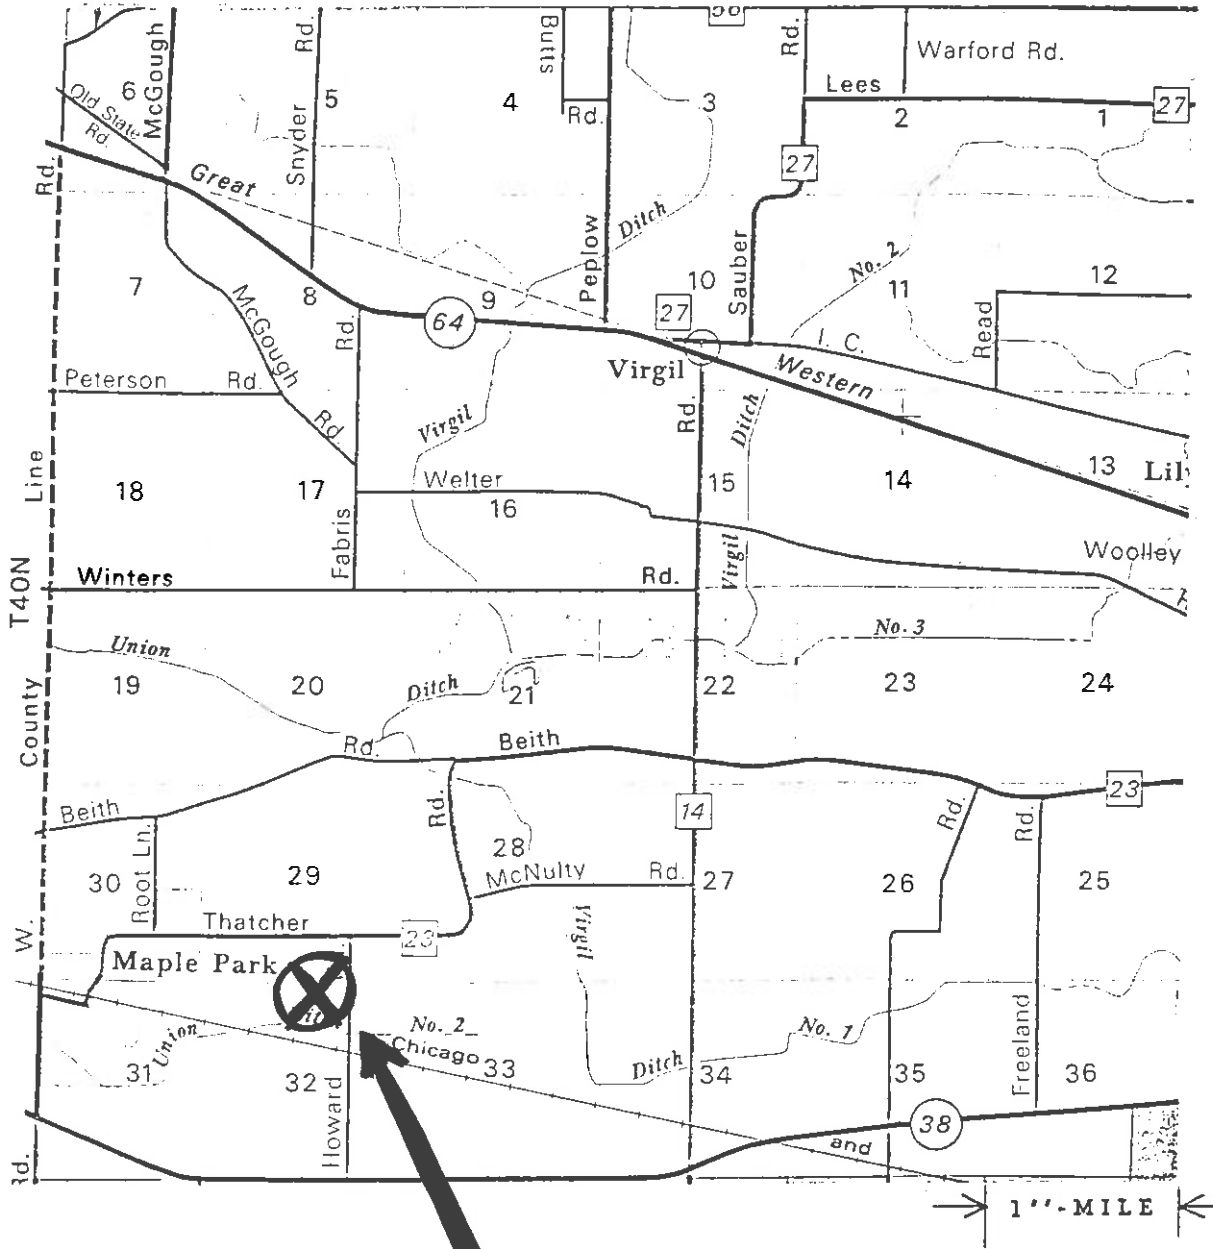 56
McGough
Rd.
Butts
Rd.
Warford Rd.
6
5
4
3
Lees
2
1
27
Old State
Rd.
Snyder
Rd.
27
Rd.
Great
Ditch
Peplow
Sauber
No. 2
7
8
9
10
11
12
McGough
64
27
Rd.
I. C.
Read
Virgil
Western
Peterson Rd.
Rd.
Virgil
Rd.
Ditch
Line
18
17
Welter
16
15
14
13
Lily
Fabris
Virgil
Woolley
T40N
Winters Rd.
Union
No. 3
19
20
Ditch
21
22
23
24
County
Rd. Beith
Beith
Rd.
14
Rd.
Rd.
23
Root Ln.
28
30
29
McNulty Rd.
27
26
25
W.
Thatcher
23
Virgil
Maple Park
Union
No. 2
No. 1
Freeland
Chicago
31
32
33
Ditch
34
35
36
Howard
38
and
Rd.
1"-MILE